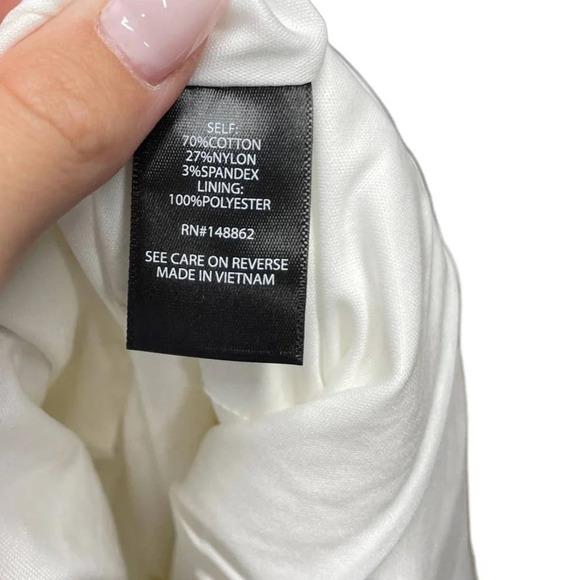 SELF:
70%COTTON
27%NYLON
3%SPANDEX
LINING:
100%POLYESTER
RN#148862
SEE CARE ON REVERSE
MADE IN VIETNAM